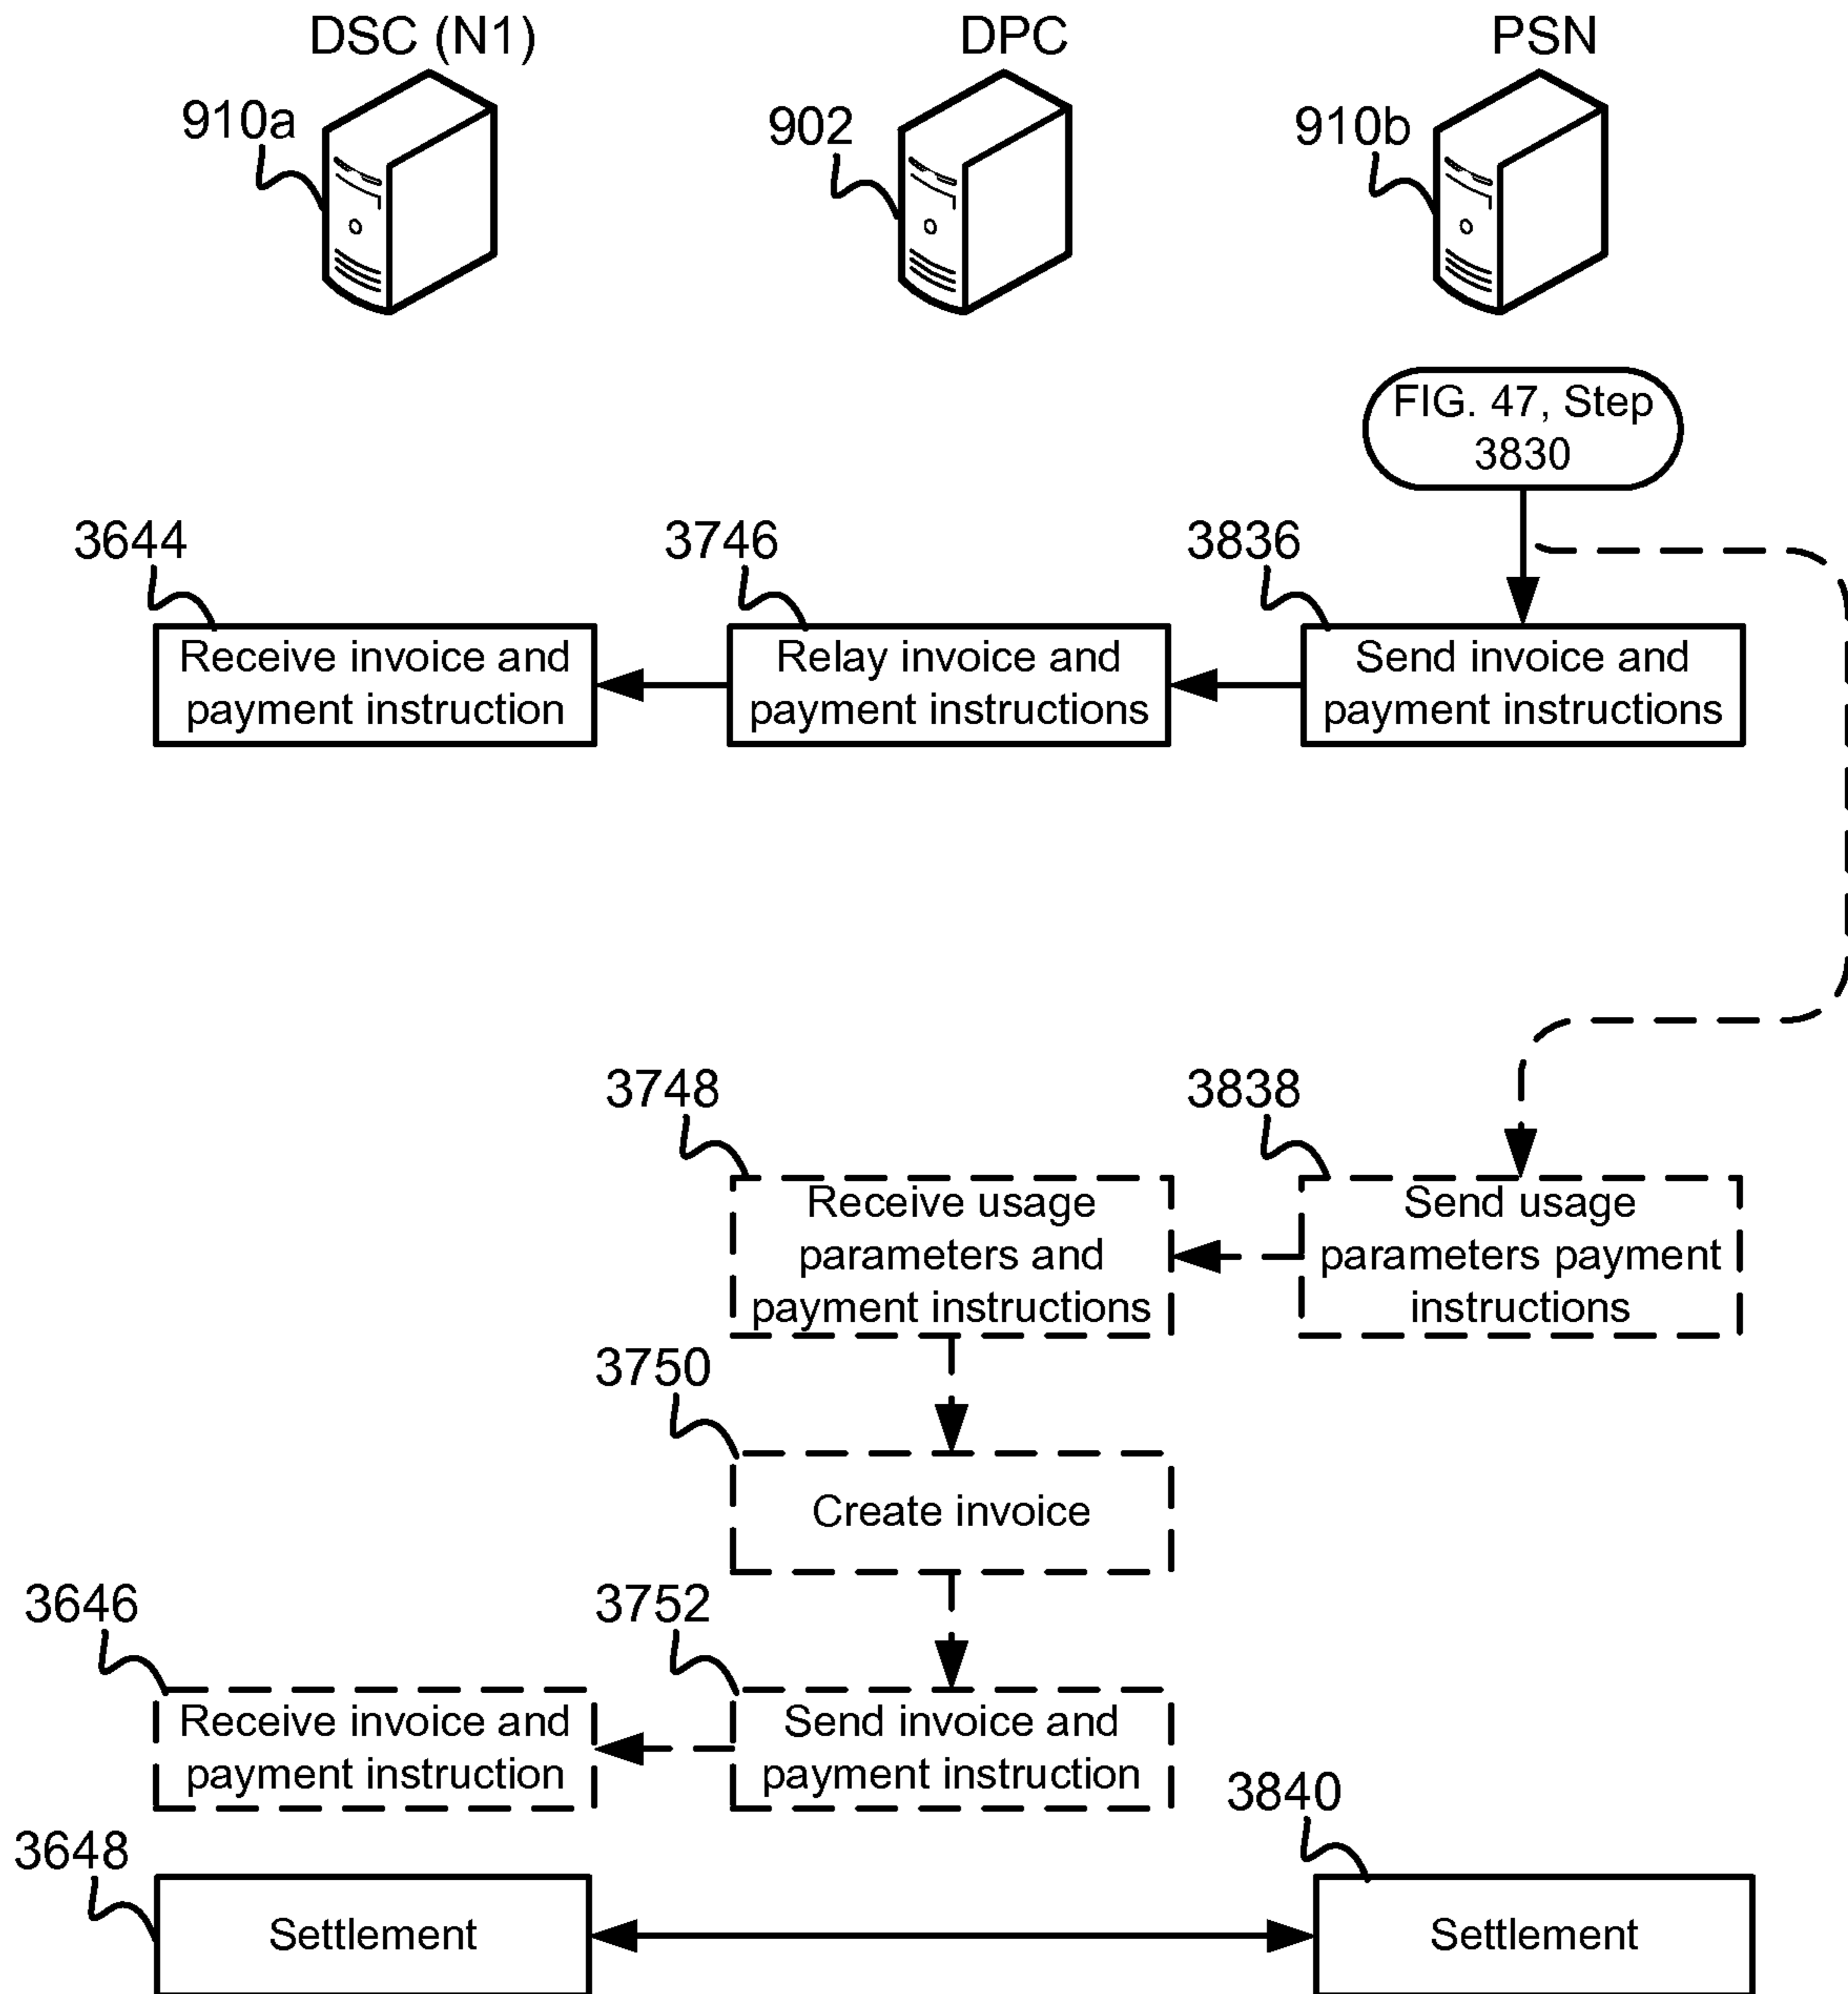 DSC (N1)
DPC
PSN
910a
902
910b
FIG. 47, Step
3830
3644
3746
3836
Receive invoice and
payment instruction
Relay invoice and
payment instructions
Send invoice and
payment instructions
3748
3838
Receive usage
parameters and
payment instructions
Send usage
parameters payment
instructions
3750
Create invoice
3646
3752
Receive invoice and
payment instruction
Send invoice and
payment instruction
3840
3648
Settlement
Settlement